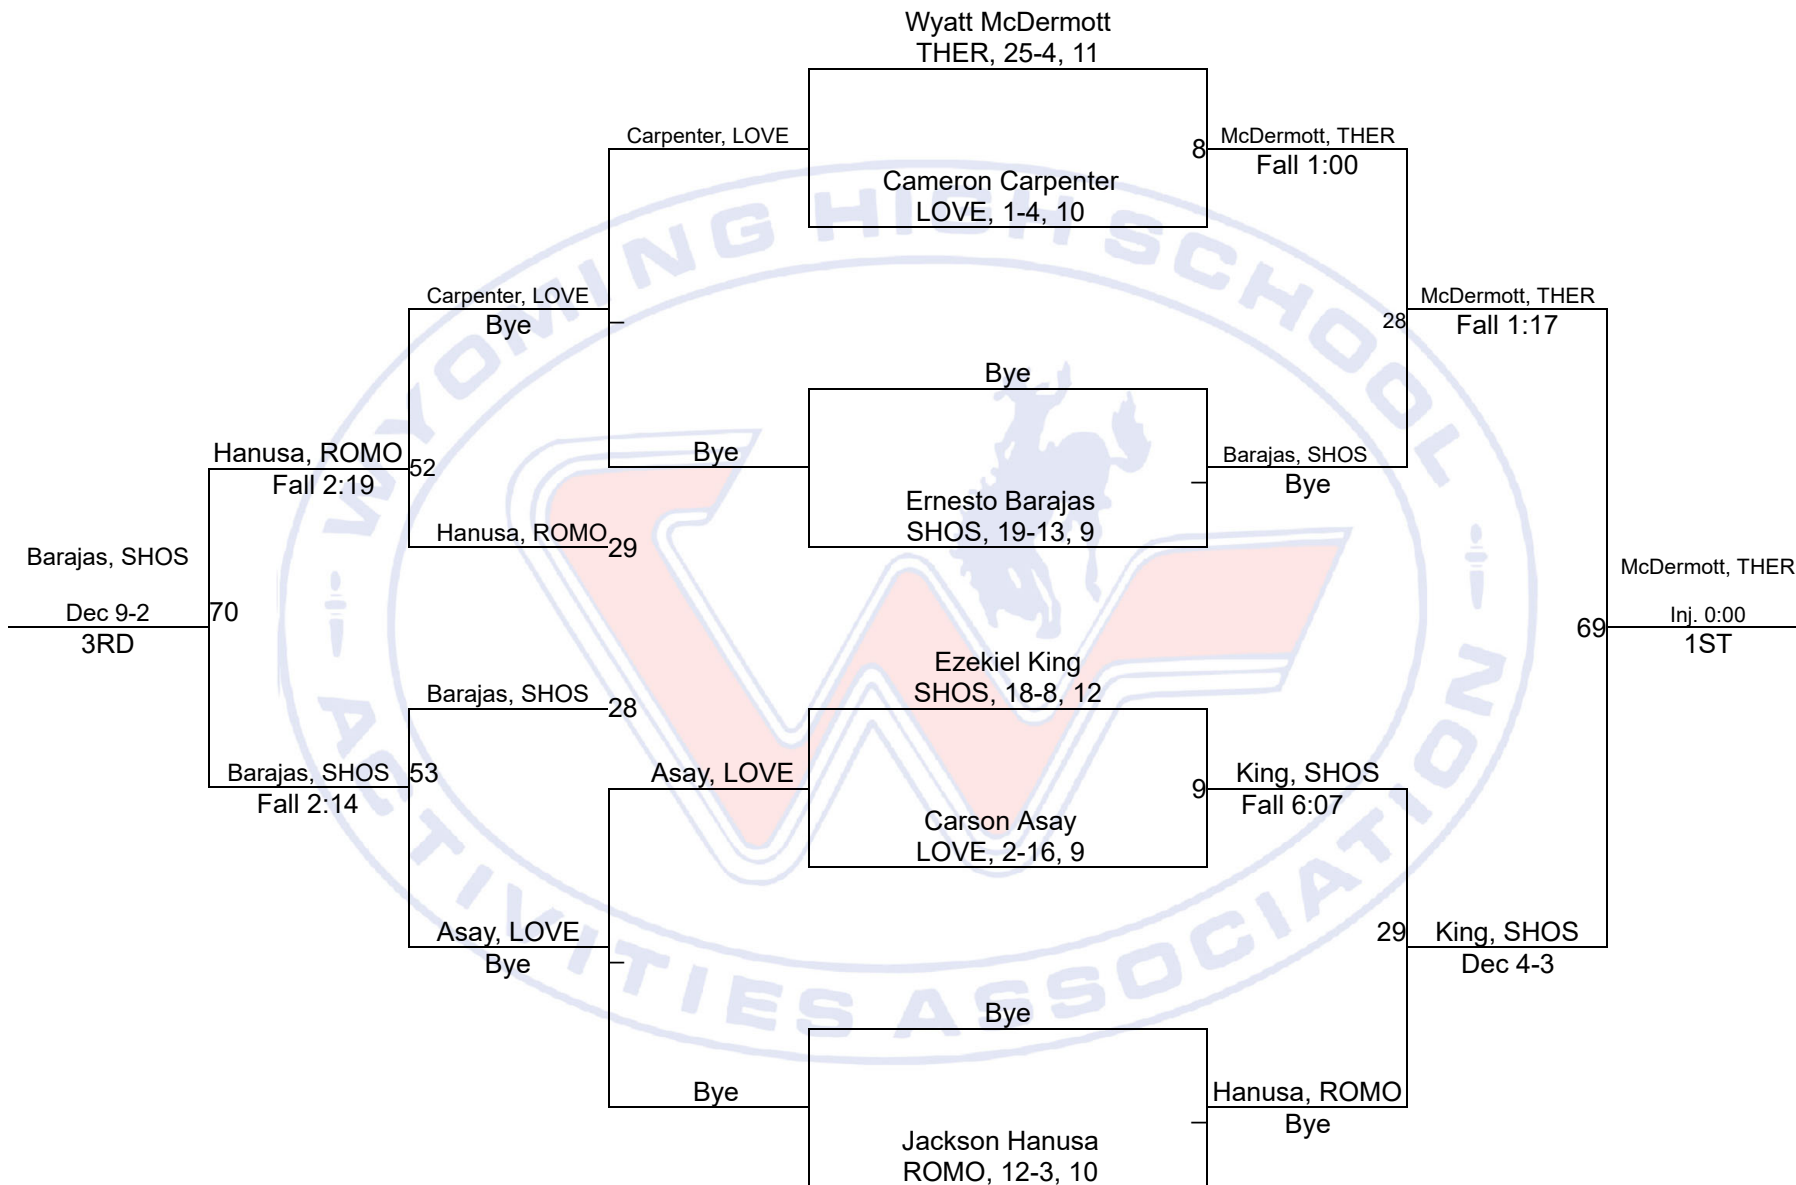 Wyatt McDermott
THER, 25-4, 11
Carpenter, LOVE
8
McDermott, THER
Fall 1:00
Cameron Carpenter
LOVE, 1-4, 10
Carpenter, LOVE
Bye
28
McDermott, THER
Fall 1:17
Bye
Hanusa, ROMO
Fall 2:19
52
Bye
Barajas, SHOS
Bye
Ernesto Barajas
SHOS, 19-13, 9
Hanusa, ROMO
29
Barajas, SHOS
Dec 9-2
3RD
70
McDermott, THER
69
Inj. 0:00
1ST
Ezekiel King
SHOS, 18-8, 12
Barajas, SHOS
28
Barajas, SHOS
Fall 2:14
53
Asay, LOVE
9
King, SHOS
Fall 6:07
Carson Asay
LOVE, 2-16, 9
Asay, LOVE
Bye
29
King, SHOS
Dec 4-3
Bye
Bye
Hanusa, ROMO
Bye
Jackson Hanusa
ROMO, 12-3, 10
WYOMING HIGH SCHOOL
ACTIVITIES ASSOCIATION